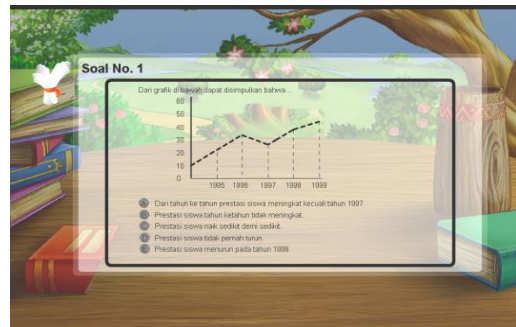 Soal No. 1
Dari grafik di bawah dapat disimpulkan bahwa...
60
50
40
30
20
10
0
1995 1996 1997 1998 1999
A Dari tahun ke tahun prestasi siswa meningkat kecuali tahun 1997.
B Prestasi siswa tahun ketahun tidak meningkat.
C Prestasi siswa naik sedikit demi sedikit.
D Prestasi siswa tidak pernah turun.
E Prestasi siswa menurun pada tahun 1998.